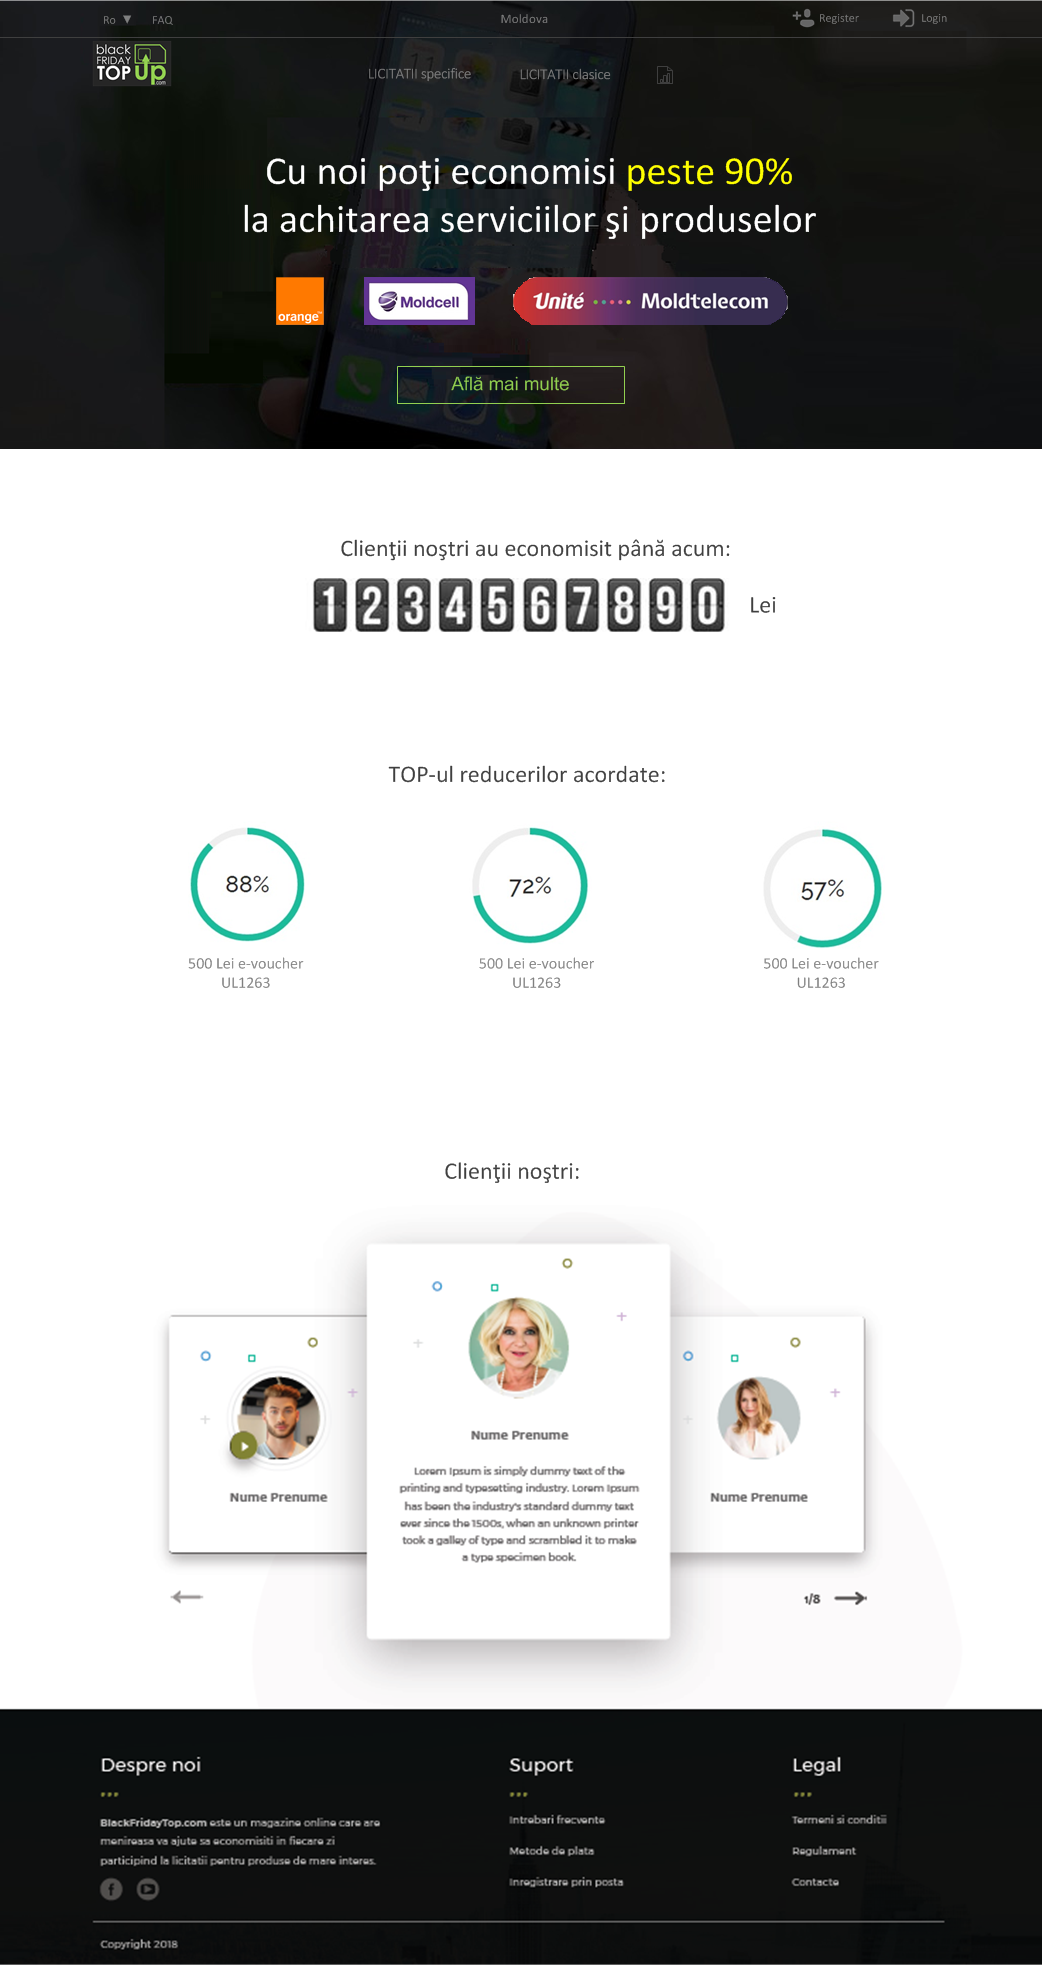 Ro ▼ FAQ
Moldova
Register
Login
black
FRIDAY
TOP Up
.com
LICITATII specifice
LICITATII clasice
Cu noi poţi economisi peste 90%
la achitarea serviciilor şi produselor
orange™
Moldcell
Unité Moldtelecom
Află mai multe
Clienţii noştri au economisit până acum:
1 2 3 4 5 6 7 8 9 0 Lei
TOP-ul reducerilor acordate:
88%
72%
57%
500 Lei e-voucher
UL1263
500 Lei e-voucher
UL1263
500 Lei e-voucher
UL1263
Clienţii noştri:
Nume Prenume
Nume Prenume
Lorem Ipsum is simply dummy text of the
printing and typesetting industry. Lorem Ipsum
has been the industry's standard dummy text
ever since the 1500s, when an unknown printer
took a galley of type and scrambled it to make
a type specimen book.
Nume Prenume
1/8
Despre noi
BlackFridayTop.com este un magazine online care are
menireasa va ajute sa economisiti in fiecare zi
participind la licitatii pentru produse de mare interes.
Suport
Intrebari frecvente
Metode de plata
Inregistrare prin posta
Legal
Termeni si conditii
Regulament
Contacte
Copyright 2018